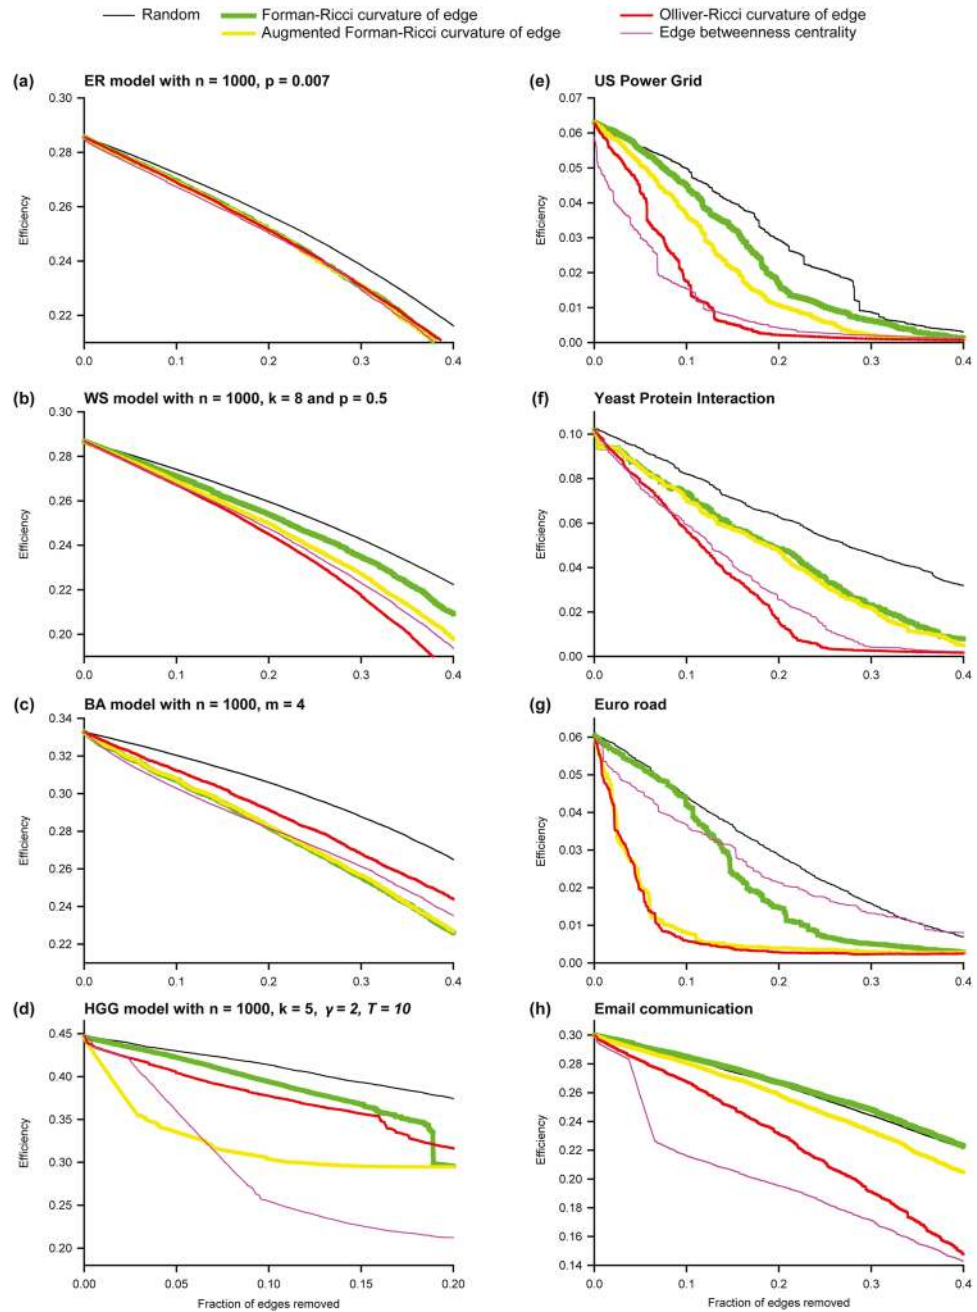 Random
Forman-Ricci curvature of edge
Olliver-Ricci curvature of edge
Augmented Forman-Ricci curvature of edge
Edge betweenness centrality
(a) ER model with n = 1000, p = 0.007
0.30
0.28
0.26
0.24
0.22
Efficiency
0.0 0.1 0.2 0.3 0.4
(e) US Power Grid
0.07
0.06
0.05
0.04
0.03
0.02
0.01
0.00
Efficiency
0.0 0.1 0.2 0.3 0.4
(b) WS model with n = 1000, k = 8 and p = 0.5
0.30
0.28
0.26
0.24
0.22
0.20
Efficiency
0.0 0.1 0.2 0.3 0.4
(f) Yeast Protein Interaction
0.10
0.08
0.06
0.04
0.02
0.00
Efficiency
0.0 0.1 0.2 0.3 0.4
(c) BA model with n = 1000, m = 4
0.34
0.32
0.30
0.28
0.26
0.24
0.22
Efficiency
0.0 0.1 0.2 0.3 0.4
(g) Euro road
0.06
0.05
0.04
0.03
0.02
0.01
0.00
Efficiency
0.0 0.1 0.2 0.3 0.4
(d) HGG model with n = 1000, k = 5, γ = 2, T = 10
0.45
0.40
0.35
0.30
0.25
0.20
Efficiency
0.00 0.05 0.10 0.15 0.20
Fraction of edges removed
(h) Email communication
0.30
0.28
0.26
0.24
0.22
0.20
0.18
0.16
0.14
Efficiency
0.0 0.1 0.2 0.3 0.4
Fraction of edges removed